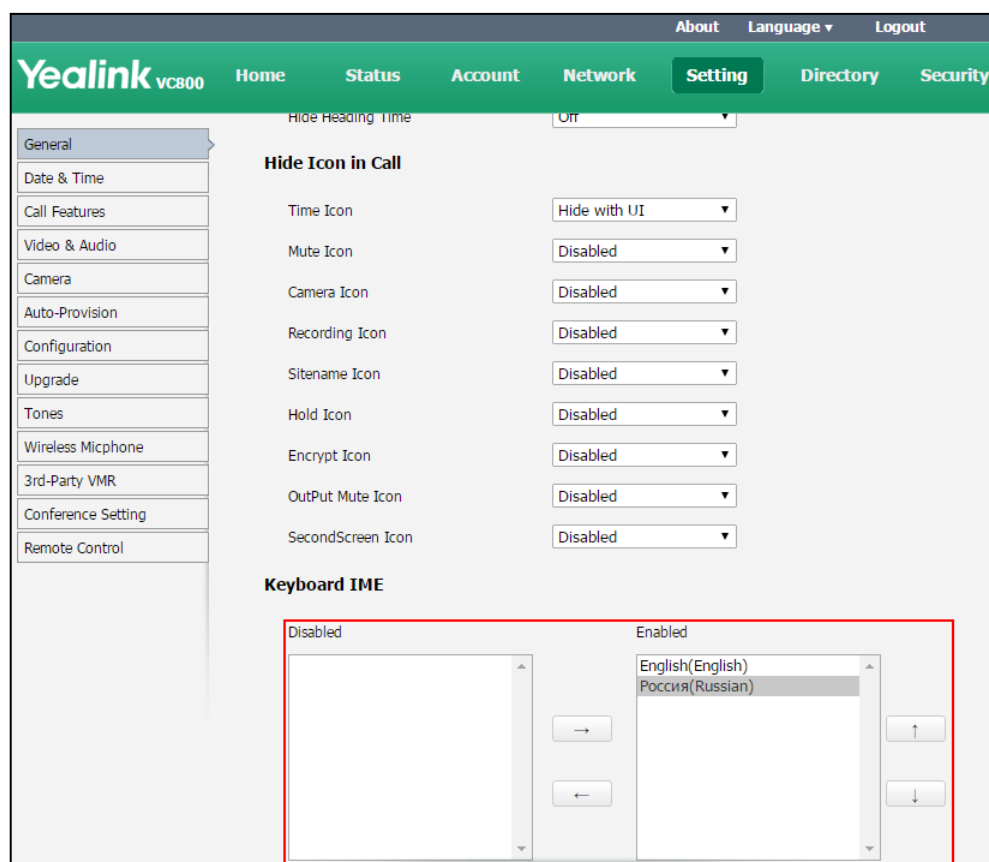 About Language ▾ Logout
Yealink VC800 Home Status Account Network Setting Directory Security
Hide Heading Time Off
General
Date & Time
Call Features
Video & Audio
Camera
Auto-Provision
Configuration
Upgrade
Tones
Wireless Micphone
3rd-Party VMR
Conference Setting
Remote Control
Hide Icon in Call
Time Icon Hide with UI
Mute Icon Disabled
Camera Icon Disabled
Recording Icon Disabled
Sitename Icon Disabled
Hold Icon Disabled
Encrypt Icon Disabled
OutPut Mute Icon Disabled
SecondScreen Icon Disabled
Keyboard IME
Disabled Enabled
English(English)
Россия(Russian)
→ ↑
← ↓